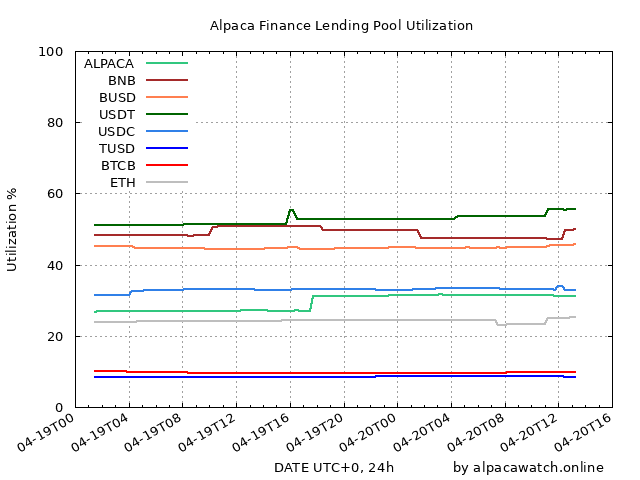 Alpaca Finance Lending Pool Utilization
100
80
60
40
20
0
Utilization %
ALPACA
BNB
BUSD
USDT
USDC
TUSD
BTCB
ETH
04-19T00
04-19T04
04-19T08
04-19T12
04-19T16
04-19T20
04-20T00
04-20T04
04-20T08
04-20T12
04-20T16
DATE UTC+0, 24h
by alpacawatch.online